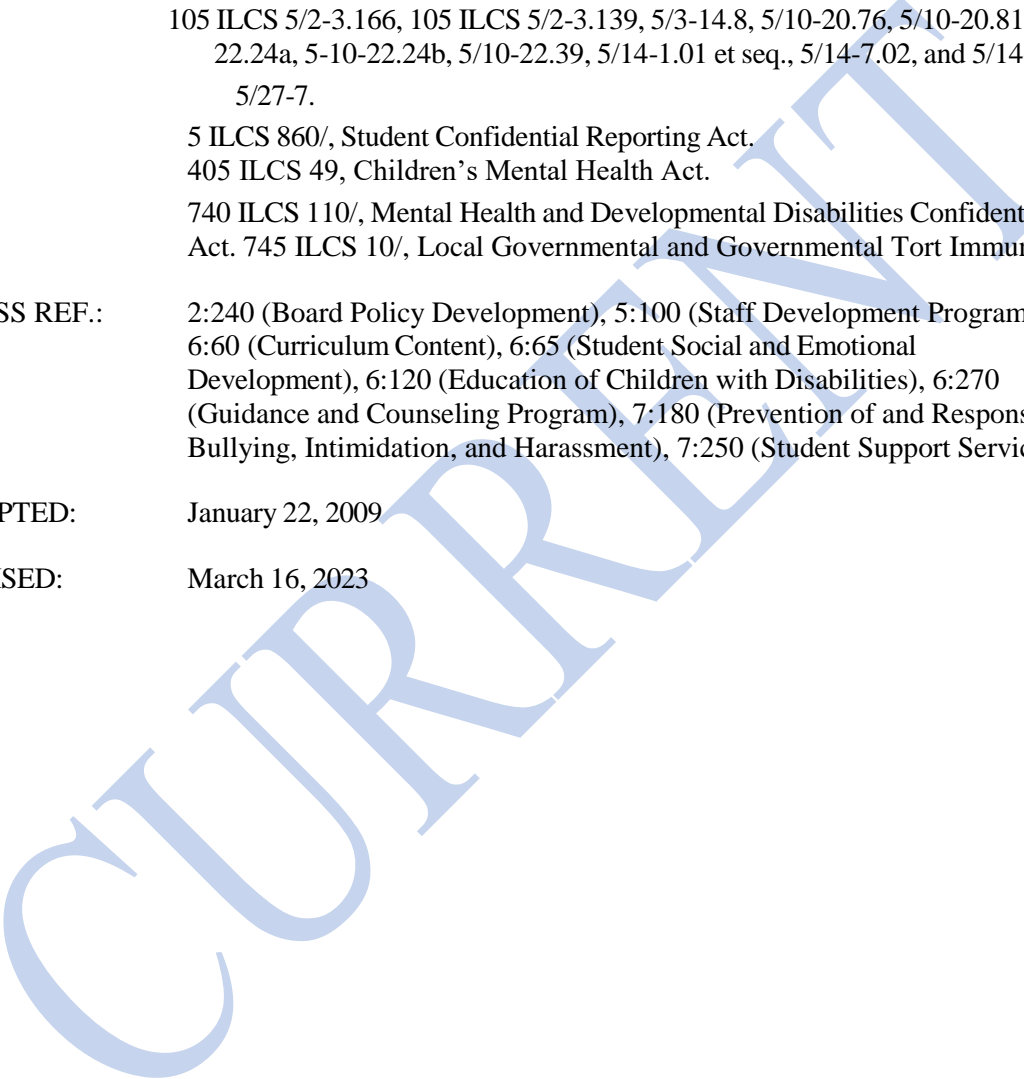 105 ILCS 5/2-3.166, 105 ILCS 5/2-3.139, 5/3-14.8, 5/10-20.76, 5/10-20.81
22.24a, 5-10-22.24b, 5/10-22.39, 5/14-1.01 et seq., 5/14-7.02, and 5/14
5/27-7.
5 ILCS 860/, Student Confidential Reporting Act.
405 ILCS 49, Children’s Mental Health Act.
740 ILCS 110/, Mental Health and Developmental Disabilities Confident
Act. 745 ILCS 10/, Local Governmental and Governmental Tort Immun
SS REF.: 2:240 (Board Policy Development), 5:100 (Staff Development Program
6:60 (Curriculum Content), 6:65 (Student Social and Emotional
Development), 6:120 (Education of Children with Disabilities), 6:270
(Guidance and Counseling Program), 7:180 (Prevention of and Respons
Bullying, Intimidation, and Harassment), 7:250 (Student Support Servic
PTED: January 22, 2009
SED: March 16, 2023
CURRENT